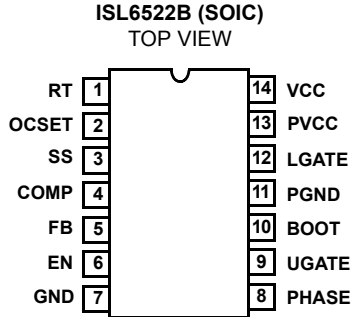 ISL6522B (SOIC)
TOP VIEW
RT 1 14 VCC
OCSET 2 13 PVCC
SS 3 12 LGATE
COMP 4 11 PGND
FB 5 10 BOOT
EN 6 9 UGATE
GND 7 8 PHASE